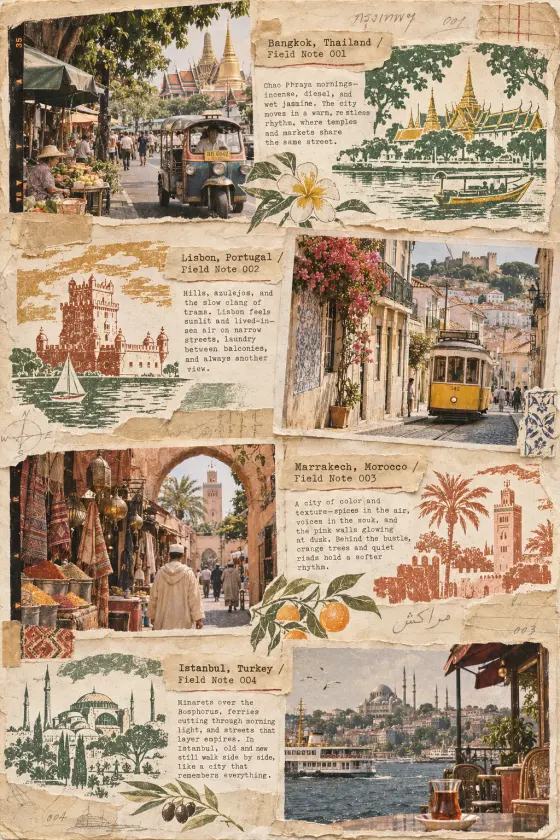 001
Bangkok, Thailand /
Field Note 001
Chao Phraya mornings—
incense, diesel, and
wet jasmine. The city
moves in a warm, restless
rhythm, where temples
and markets share
the same street.
35
Lisbon, Portugal /
Field Note 002
Hills, azulejos, and
the slow clang of
trams. Lisbon feels
sunlit and lived-in—
sea air on narrow
streets, laundry
between balconies,
and always another
view.
Marrakech, Morocco /
Field Note 003
A city of color and
texture—spices in the air,
voices in the souk, and
the pink walls glowing
at dusk. Behind the bustle,
orange trees and quiet
riads hold a softer
rhythm.
مراكش
003
Istanbul, Turkey /
Field Note 004
Minarets over the
Bosphorus, ferries
cutting through morning
light, and streets that
layer empires. In
Istanbul, old and new
still walk side by side,
like a city that
remembers everything.
004